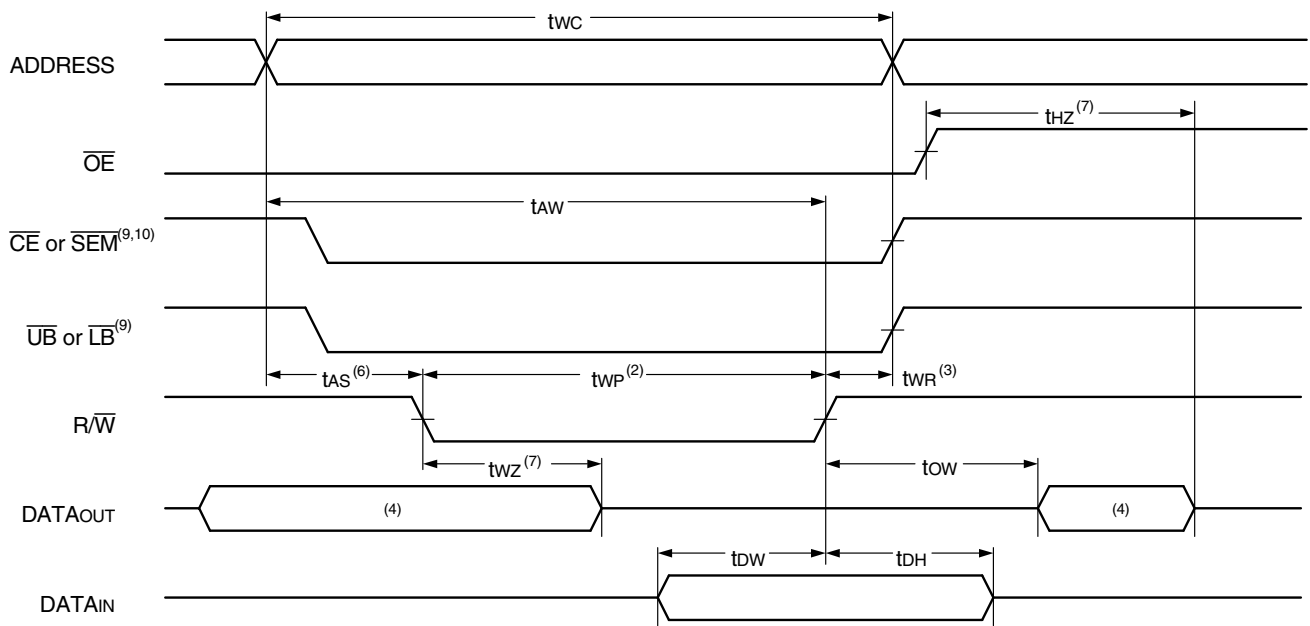 tWC
ADDRESS
tHZ(7)
OE
tAW
CE or SEM(9,10)
UB or LB(9)
tAS(6) tWP(2) tWR(3)
R/W
tWZ(7) tOW
DATAOUT (4) (4)
tDW tDH
DATAIN